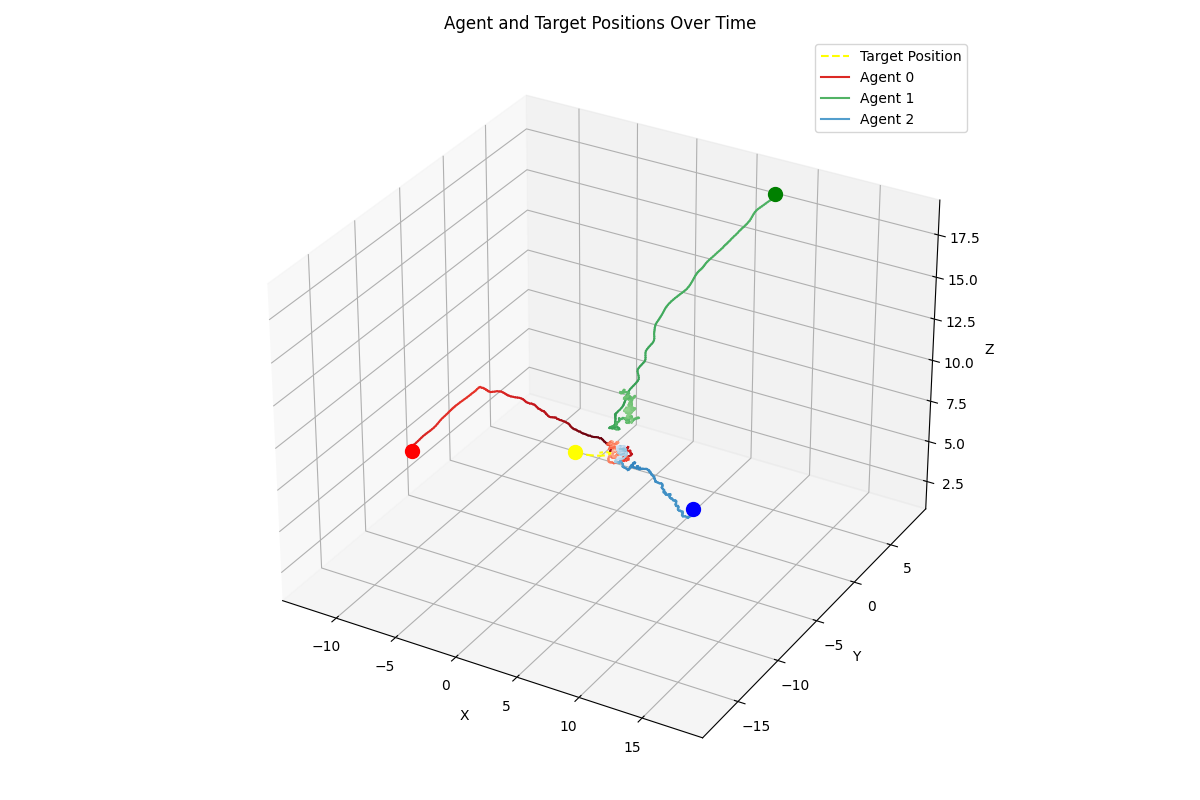 Agent and Target Positions Over Time
Target Position
Agent 0
Agent 1
Agent 2
17.5
15.0
12.5
10.0
7.5
5.0
2.5
Z
5
0
−5
−10
−15
Y
−10
−5
0
5
10
15
X